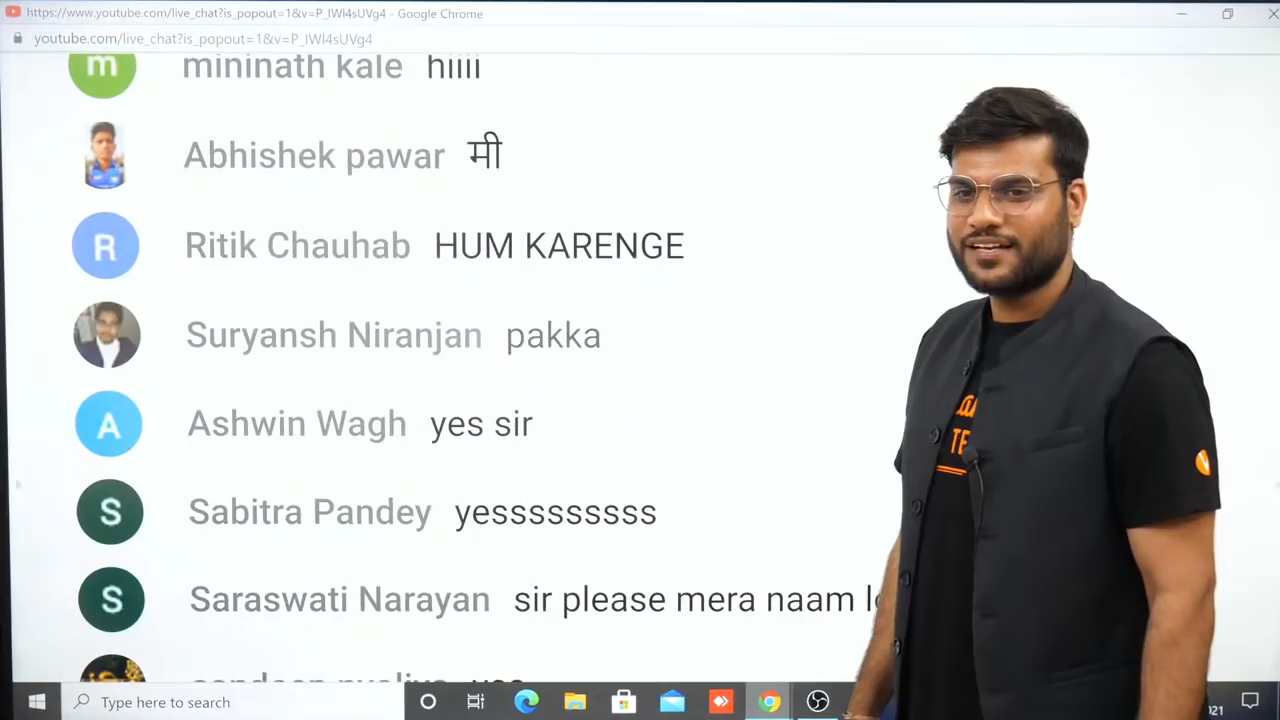 https://www.youtube.com/live_chat?is_popout=1&v=P_IWl4sUVg4 - Google Chrome
youtube.com/live_chat?is_popout=1&v=P_IWl4sUVg4
mininath kale hiiii
Abhishek pawar मी
Ritik Chauhab HUM KARENGE
Suryansh Niranjan pakka
Ashwin Wagh yes sir
Sabitra Pandey yesssssssss
Saraswati Narayan sir please mera naam
Type here to search